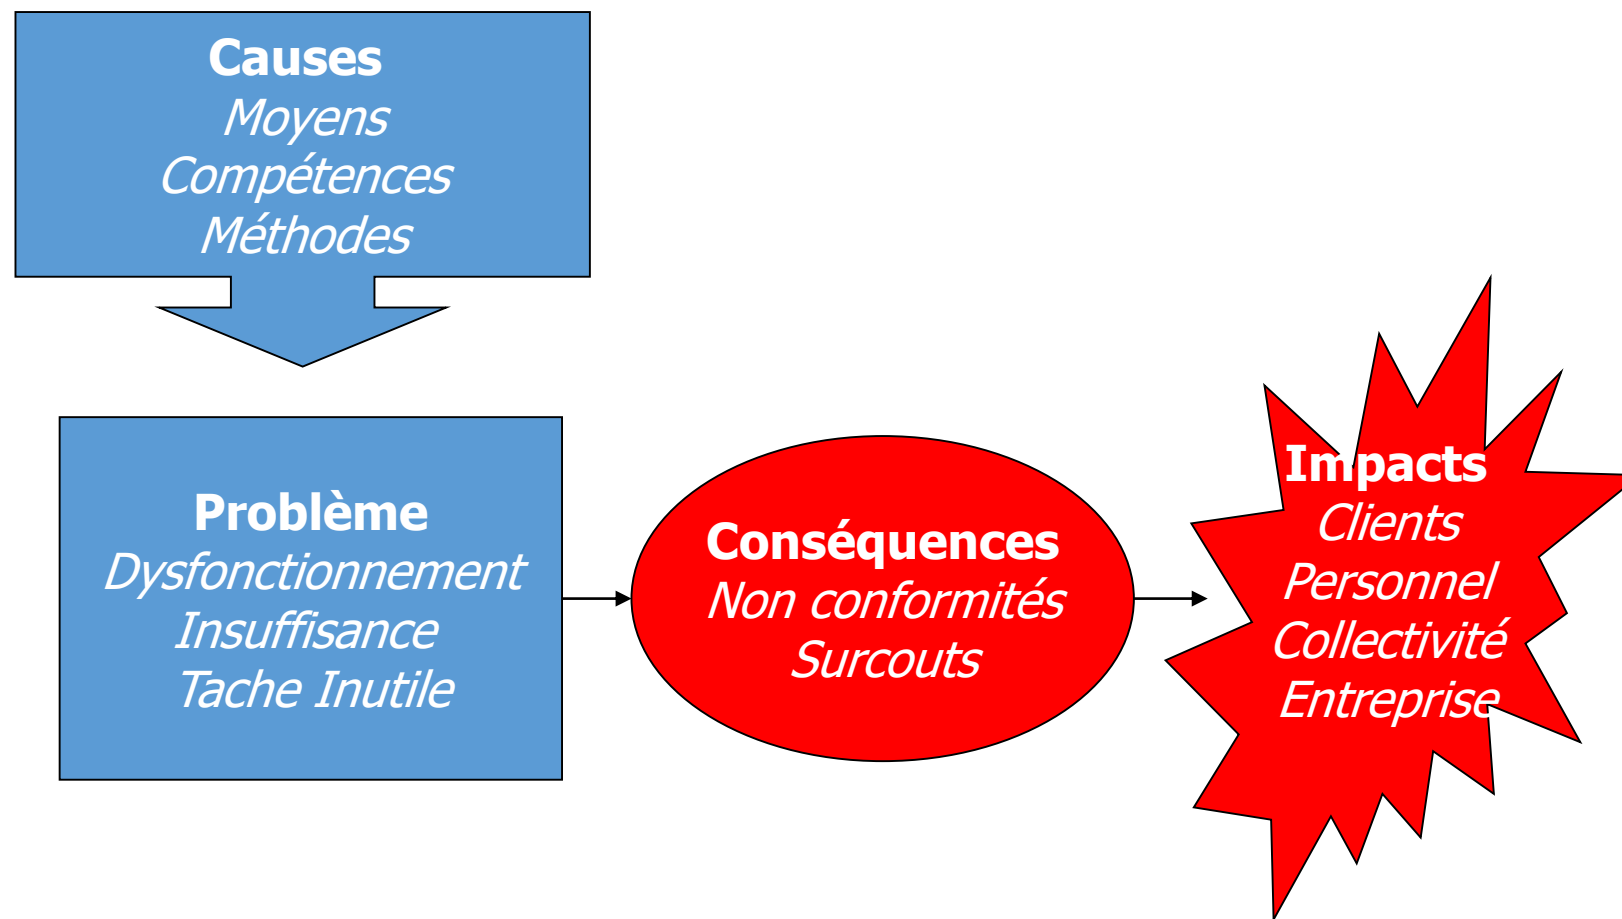 Causes
Moyens
Compétences
Méthodes
Problème
Dysfonctionnement
Insuffisance
Tache Inutile
Conséquences
Non conformités
Surcouts
Impacts
Clients
Personnel
Collectivité
Entreprise